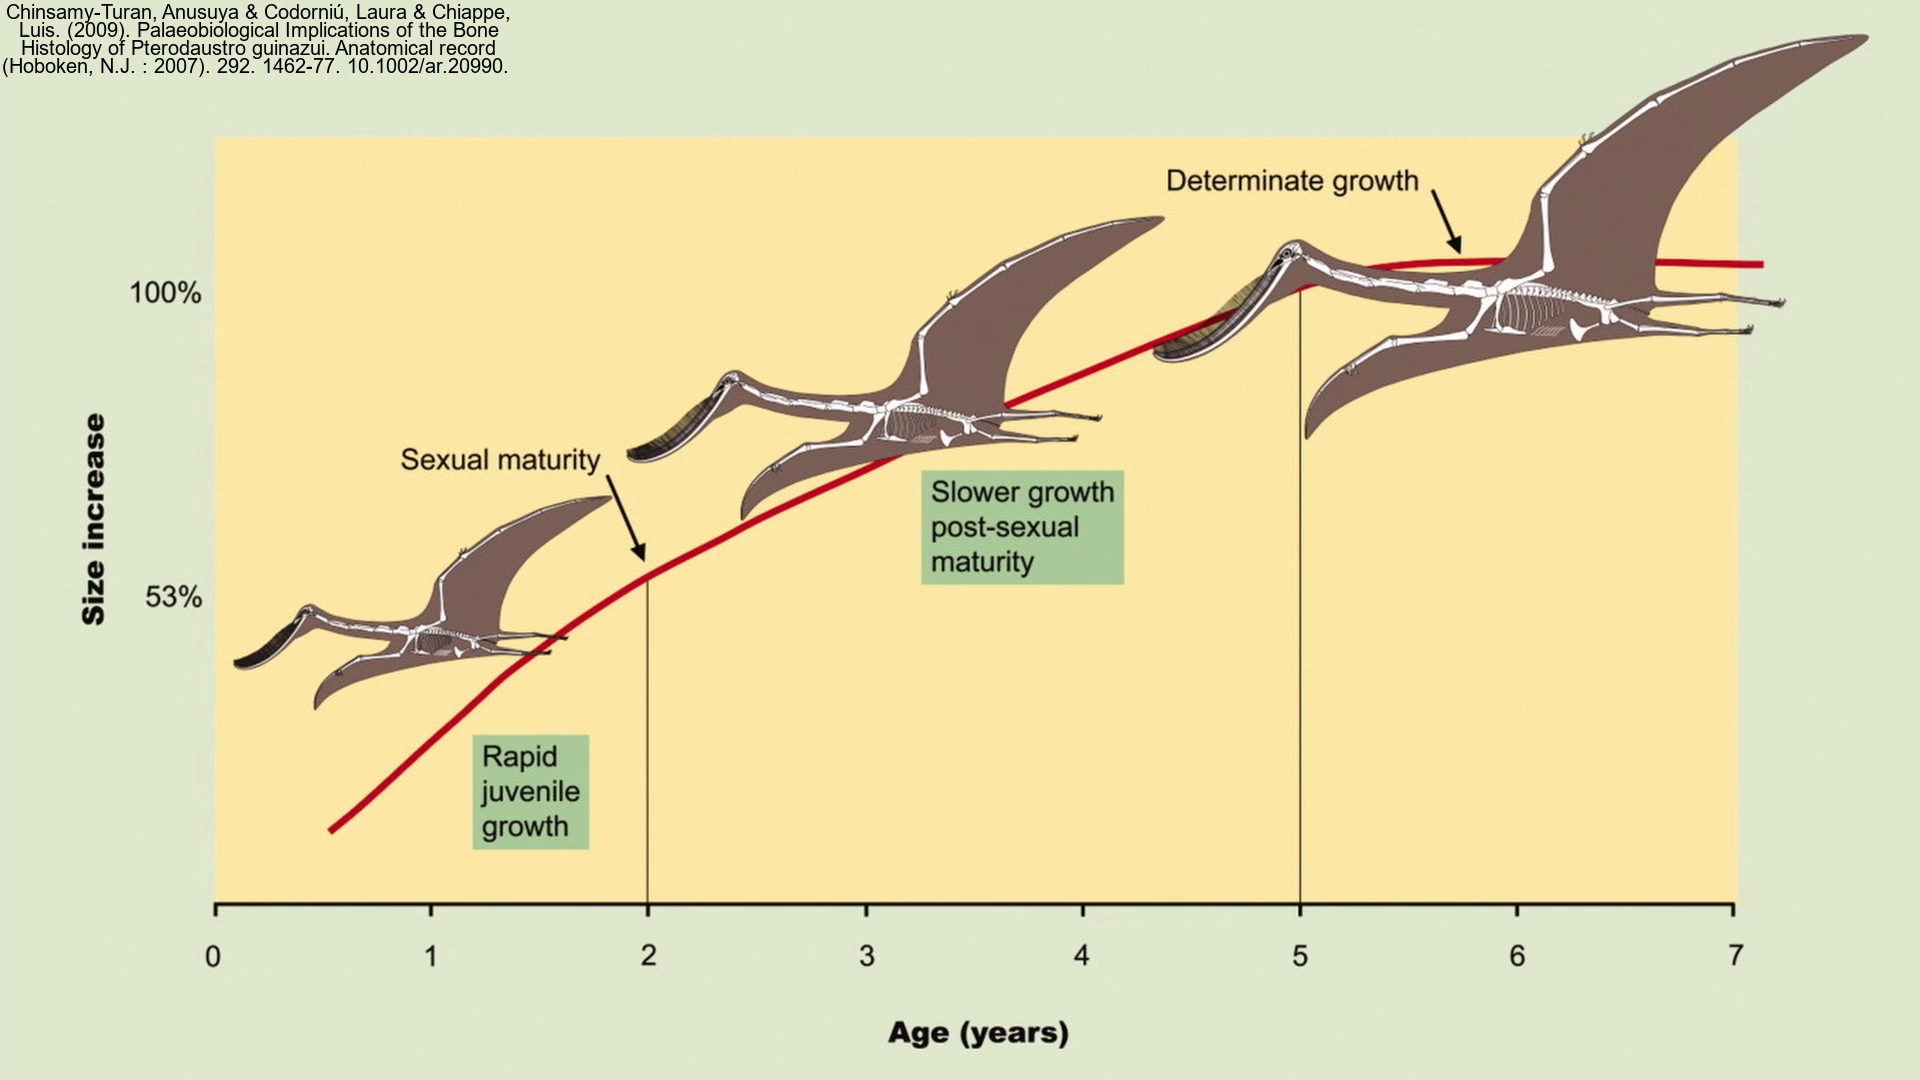 Chinsamy-Turan, Anusuya & Codorniú, Laura & Chiappe,
Luis. (2009). Palaeobiological Implications of the Bone
Histology of Pterodaustro guinazui. Anatomical record
(Hoboken, N.J. : 2007). 292. 1462-77. 10.1002/ar.20990.
Determinate growth
100%
Sexual maturity
Slower growth
post-sexual
maturity
Size increase
53%
Rapid
juvenile
growth
0 1 2 3 4 5 6 7
Age (years)